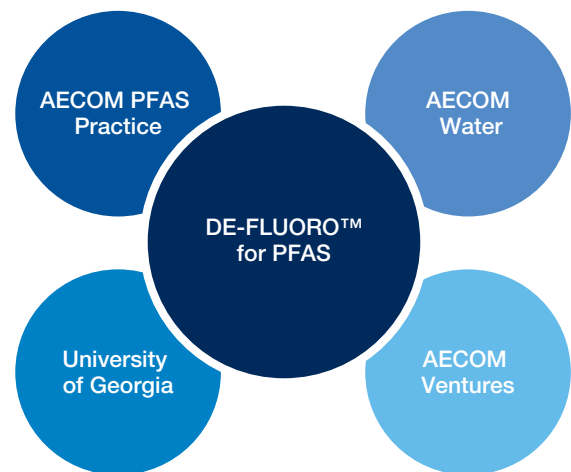 AECOM PFAS
Practice
AECOM
Water
DE-FLUORO™
for PFAS
University
of Georgia
AECOM
Ventures